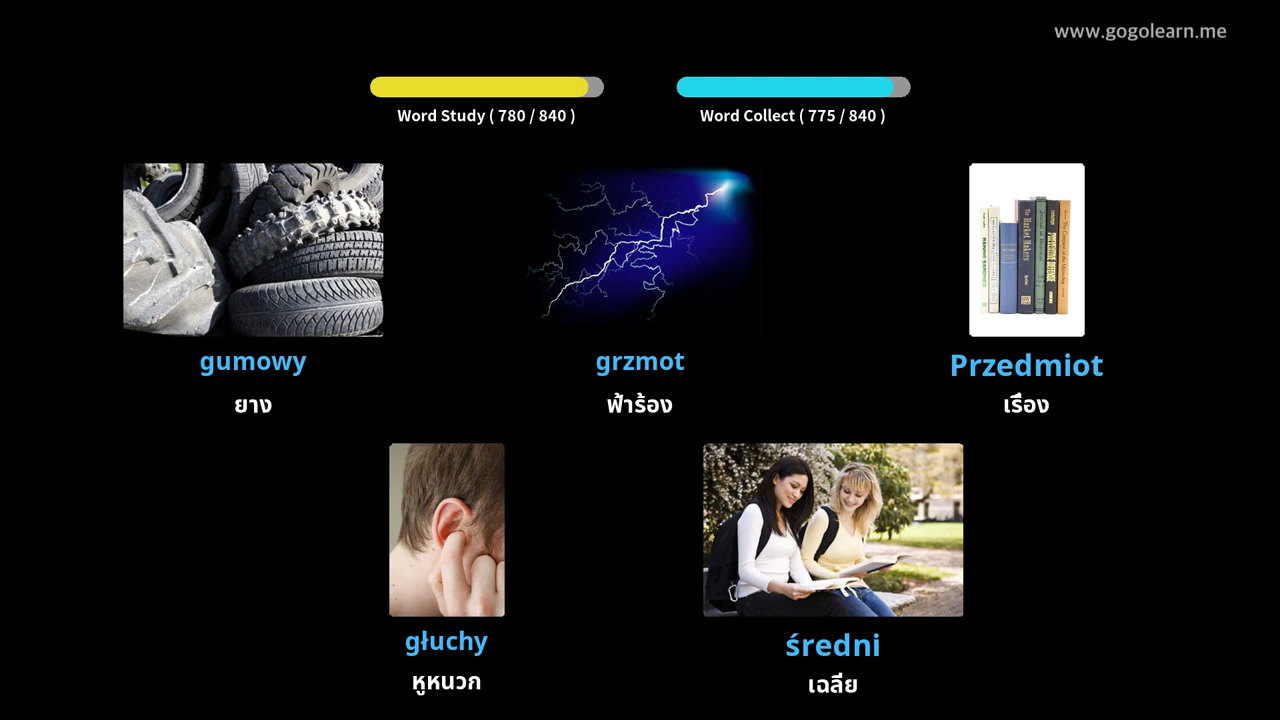 www.gogolearn.me
Word Study ( 780 / 840 )
Word Collect ( 775 / 840 )
gumowy
grzmot
Przedmiot
ยาง
ฟ้าร้อง
เรื่อง
głuchy
średni
หูหนวก
เฉลี่ย